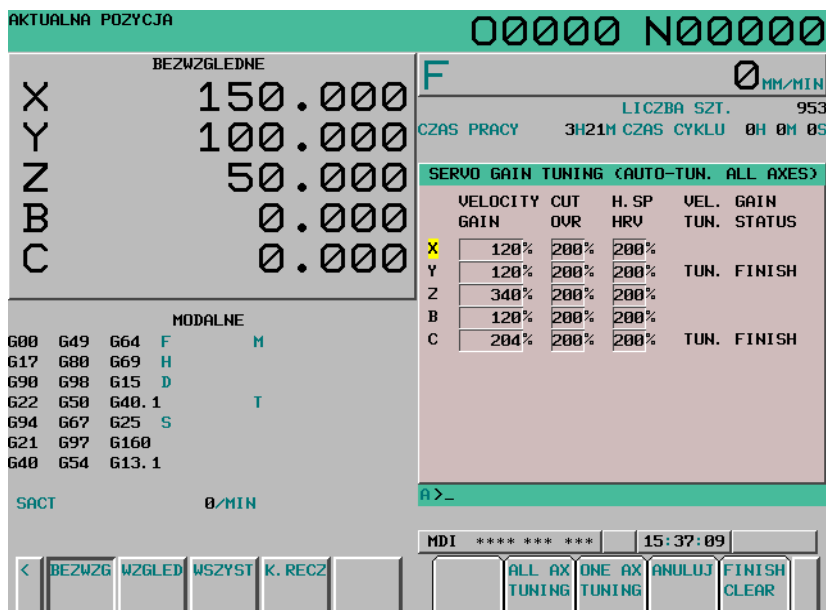 AKTUALNA POZYCJA
O0000 N00000
BEZWZGLEDNE
X 150.000
Y 100.000
Z 50.000
B 0.000
C 0.000
F 0 MM/MIN
LICZBA SZT. 953
CZAS PRACY 3H21M CZAS CYKLU 0H 0M 0S
MODALNE
G00 G49 G64 F M
G17 G80 G69 H
G90 G98 G15 D
G22 G50 G40.1 T
G94 G67 G25 S
G21 G97 G160
G40 G54 G13.1
SACT 0/MIN
SERVO GAIN TUNING (AUTO-TUN. ALL AXES)
VELOCITY CUT H.SP VEL. GAIN
GAIN OVR HRV TUN. STATUS
X 120% 200% 200%
Y 120% 200% 200% TUN. FINISH
Z 340% 200% 200%
B 120% 200% 200%
C 204% 200% 200% TUN. FINISH
A>_
MDI **** *** *** 15:37:09
< BEZWZG WZGLED WSZYST K.RECZ
ALL AX ONE AX ANULUJ FINISH
TUNING TUNING CLEAR